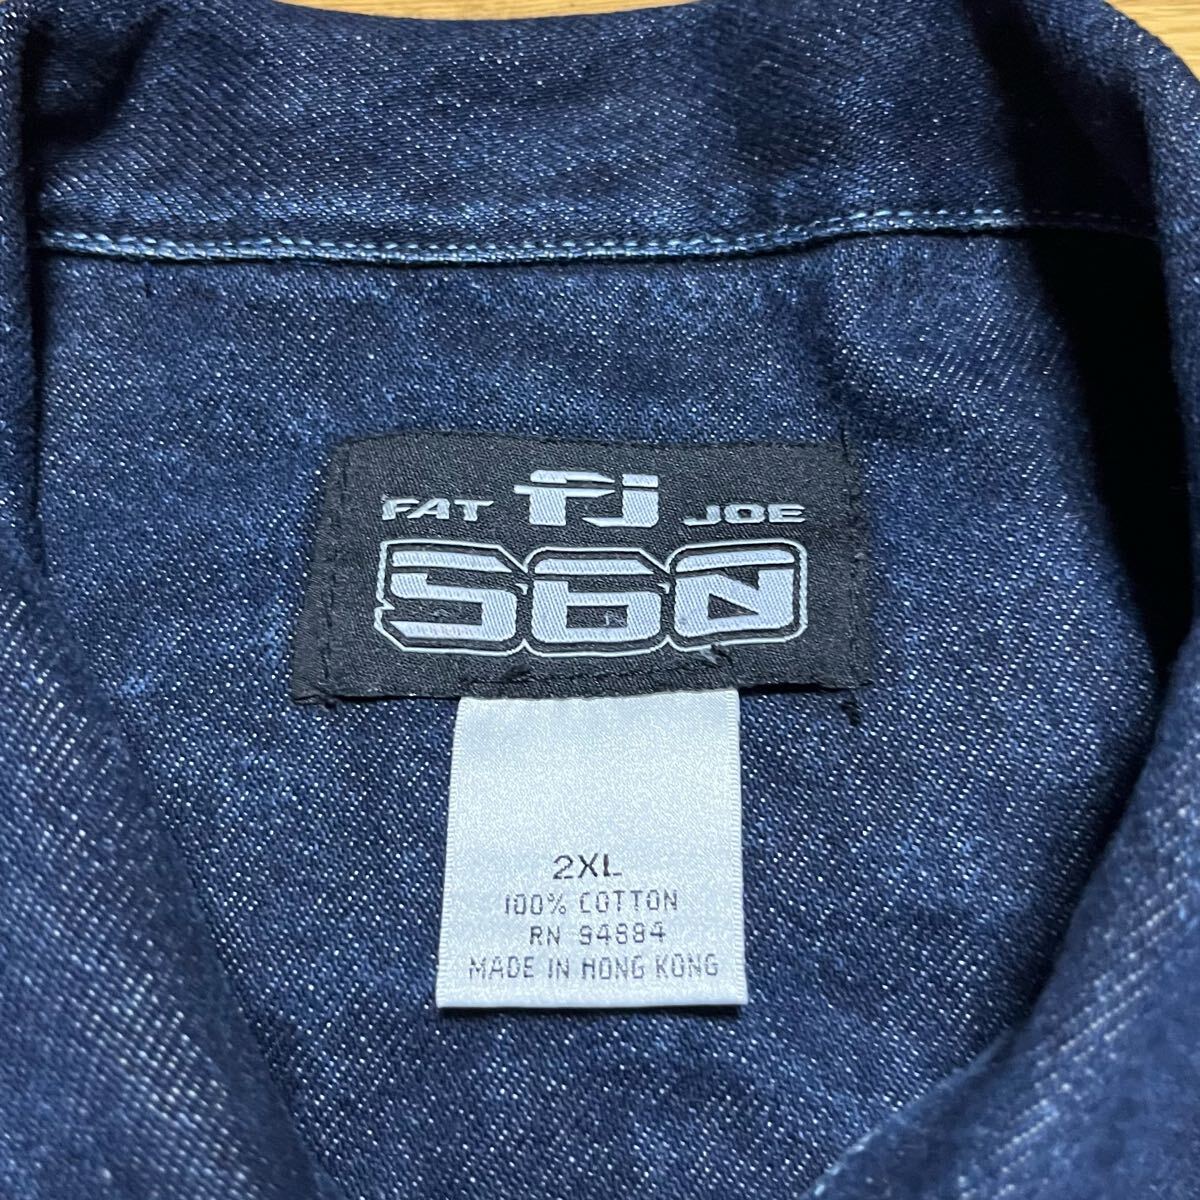 FAT FJ JOE
560
2XL
100% COTTON
RN 94884
MADE IN HONG KONG